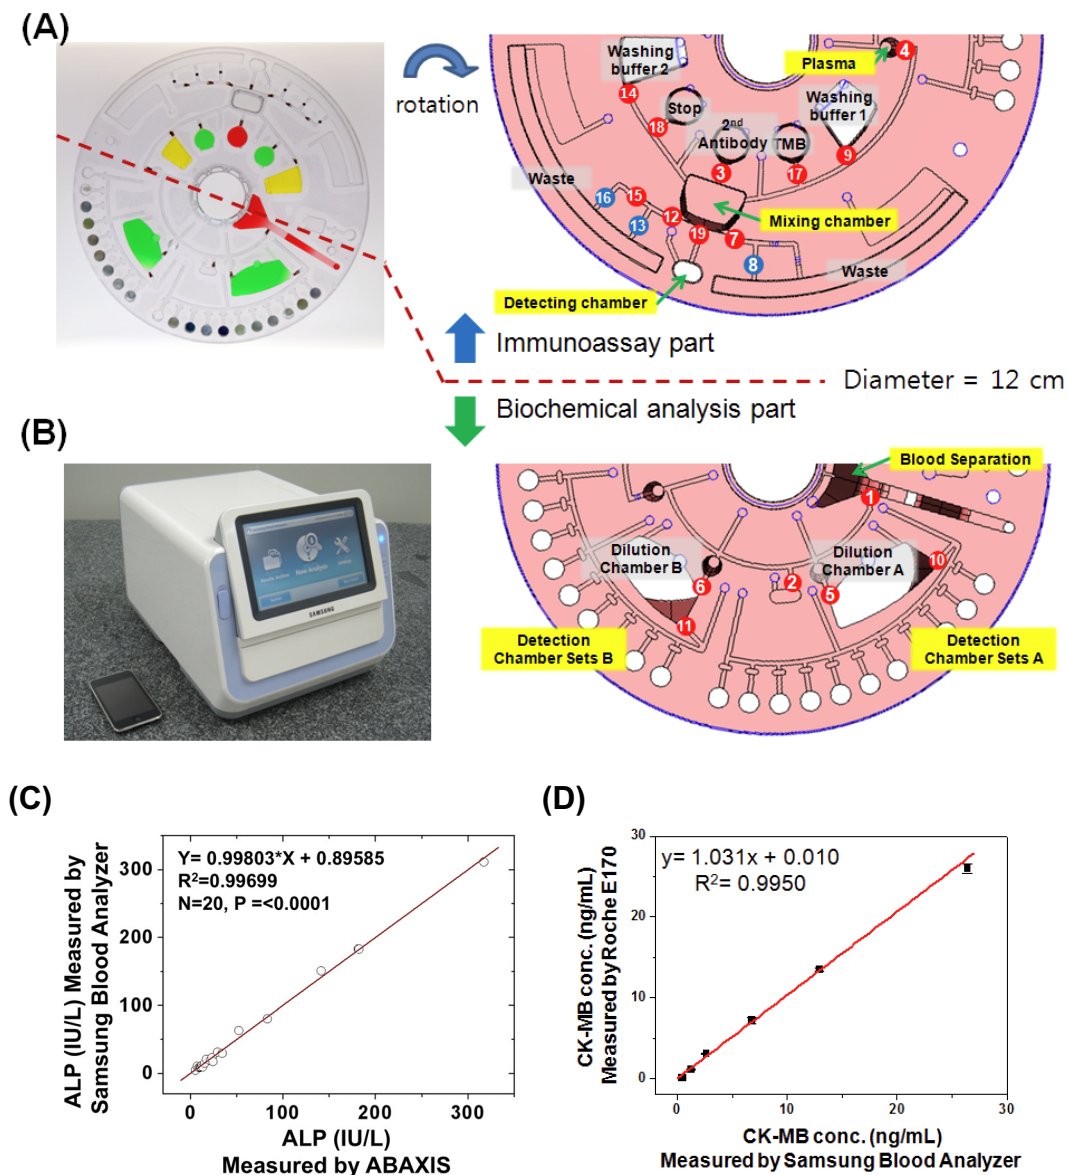 (A)
rotation
Washing
buffer 2
14
18
Stop
2nd
Antibody
3
TMB
17
Plasma
4
Washing
buffer 1
9
Waste
16
15
13
12
19
7
8
Mixing chamber
Waste
Detecting chamber
Immunoassay part
Diameter = 12 cm
Biochemical analysis part
(B)
SAMSUNG
Blood Separation
1
Dilution
Chamber B
6
11
2
Dilution
Chamber A
5
10
Detection
Chamber Sets B
Detection
Chamber Sets A
(C)
ALP (IU/L) Measured by
Samsung Blood Analyzer
Y= 0.99803*X + 0.89585
R²=0.99699
N=20, P =<0.0001
300
200
100
0
0 100 200 300
ALP (IU/L)
Measured by ABAXIS
(D)
CK-MB conc. (ng/mL)
Measured by Roche E170
y= 1.031x + 0.010
R²= 0.9950
30
20
10
0
0 10 20 30
CK-MB conc. (ng/mL)
Measured by Samsung Blood Analyzer